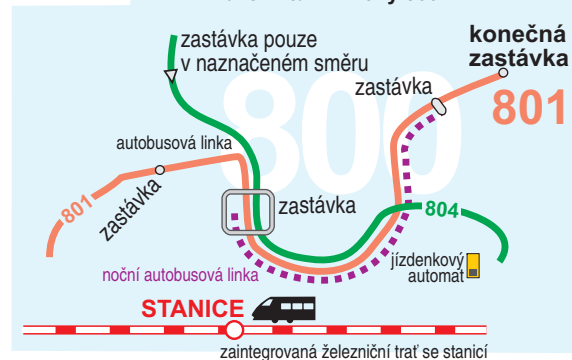 zastávka pouze
v naznačeném směru
konečná
zastávka
800
zastávka
801
autobusová linka
801
zastávka
zastávka
804
noční autobusová linka
jízdenkový
automat
STANICE
zaintegrovaná železniční trať se stanicí